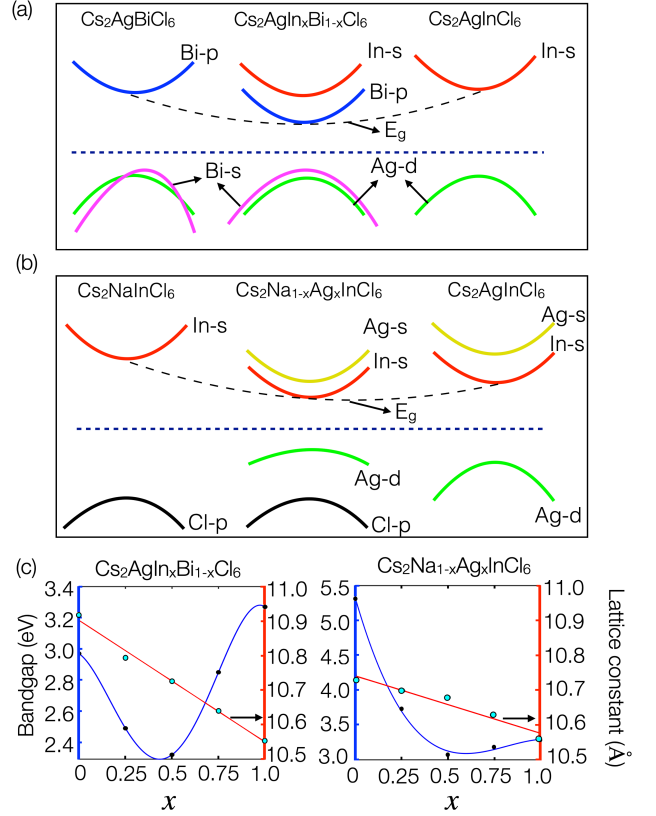 (a)
Cs₂AgBiCl₆ Cs₂AgInₓBi₁₋ₓCl₆ Cs₂AgInCl₆
Bi-p In-s In-s
Bi-p
E_g
Bi-s Ag-d
(b)
Cs₂NaInCl₆ Cs₂Na₁₋ₓAgₓInCl₆ Cs₂AgInCl₆
In-s Ag-s Ag-s
In-s In-s
E_g
Ag-d
Cl-p Cl-p Ag-d
(c) Cs₂AgInₓBi₁₋ₓCl₆ Cs₂Na₁₋ₓAgₓInCl₆
Bandgap (eV)
3.4
3.2
3.0
2.8
2.6
2.4
11.0
10.9
10.8
10.7
10.6
10.5
0 0.25 0.5 0.75 1.0
x
5.5
5.0
4.5
4.0
3.5
3.0
11.0
10.9
10.8
10.7
10.6
10.5
0 0.25 0.5 0.75 1.0
x
Lattice constant (Å)